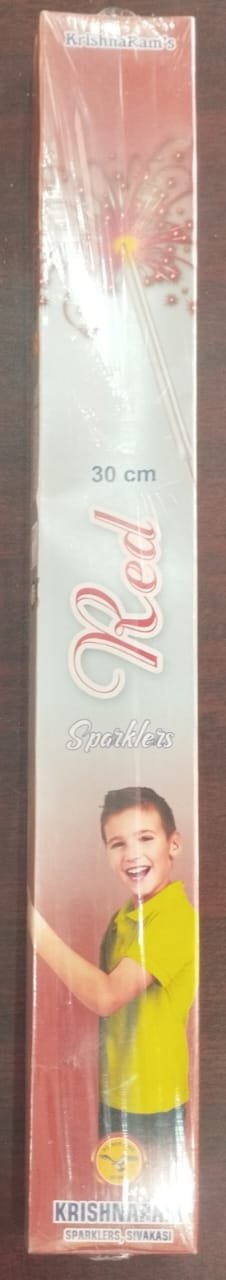 KrishnaRam's
30 cm
Red
Sparklers
KRISHNARAM
SPARKLERS, SIVAKASI